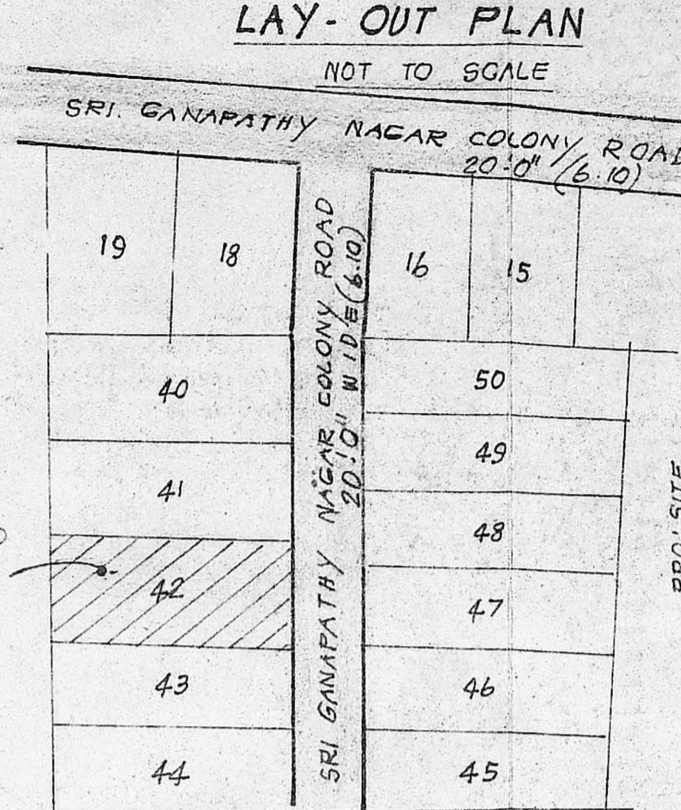 LAY-OUT PLAN
NOT TO SCALE
SRI. GANAPATHY NAGAR COLONY ROAD
20'-0" (6.10)
19
18
16
15
SRI GANAPATHY NAGAR COLONY ROAD
20'-0" WIDE (6.10)
40
41
42
43
44
50
49
48
47
46
45
SITE